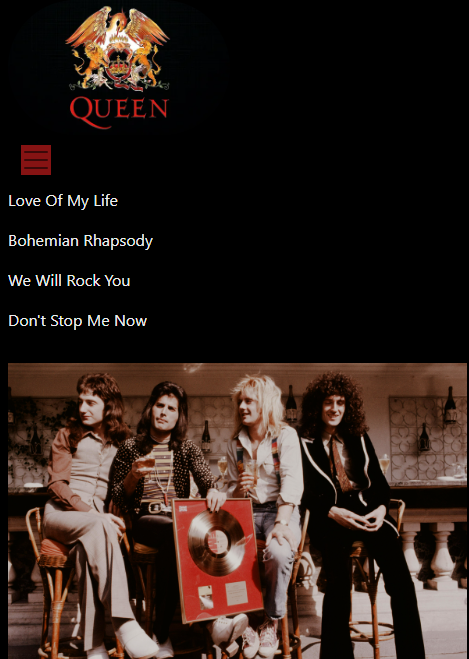 QUEEN
Love Of My Life
Bohemian Rhapsody
We Will Rock You
Don't Stop Me Now